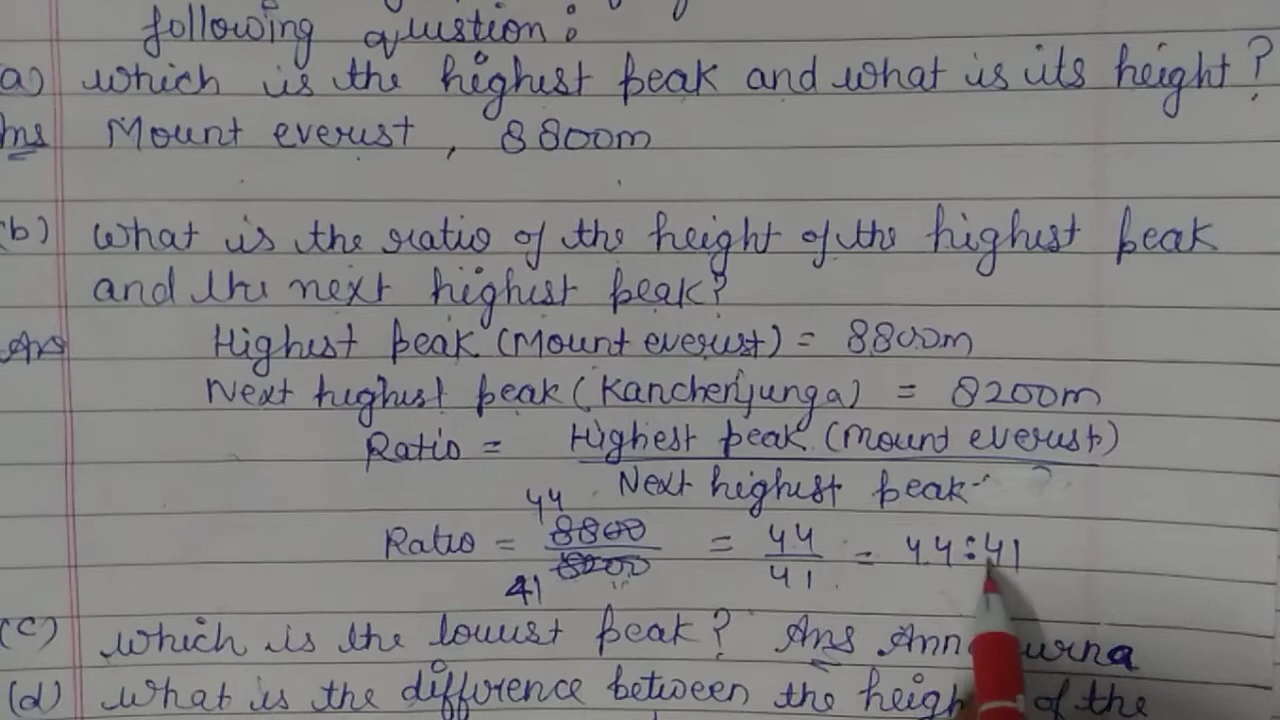 following question :
(a) which is the highest peak and what is its height ?
Ans Mount everest , 8800m
(b) what is the ratio of the height of the highest peak
and the next highest peak?
Ans Highest peak (Mount everest) = 8800m
Next highest peak (Kanchenjunga) = 8200m
Ratio = Highest peak (Mount everest)
Next highest peak
44
Ratio = 8800 = 44 = 44:41
8200 41
41
(c) which is the lowest peak? Ans
(d) what is the difference between the of the